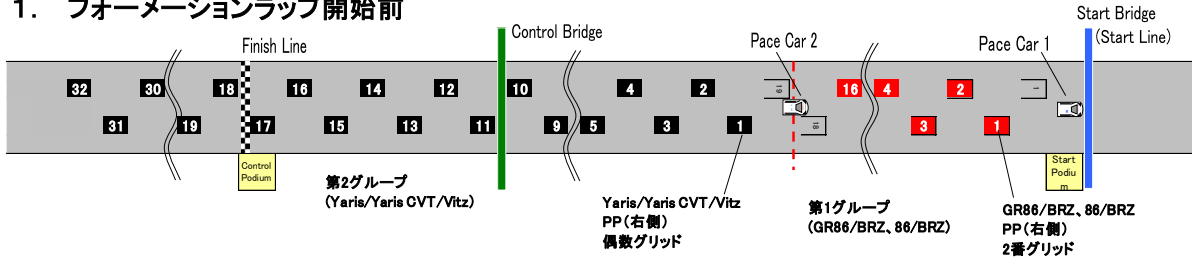 1. フォーメーションラップ開始前
Start Bridge
(Start Line)
Control Bridge
Finish Line
Pace Car 2
Pace Car 1
32 30 18 16 14 12 10 4 2 19 16 4 2 1
31 19 17 15 13 11 9 5 3 1 18 3 1
Control
Podium
Start
Podiu
m
第2グループ
(Yaris/Yaris CVT/Vitz)
Yaris/Yaris CVT/Vitz
PP(右側)
偶数グリッド
第1グループ
(GR86/BRZ、86/BRZ)
GR86/BRZ、86/BRZ
PP(右側)
2番グリッド